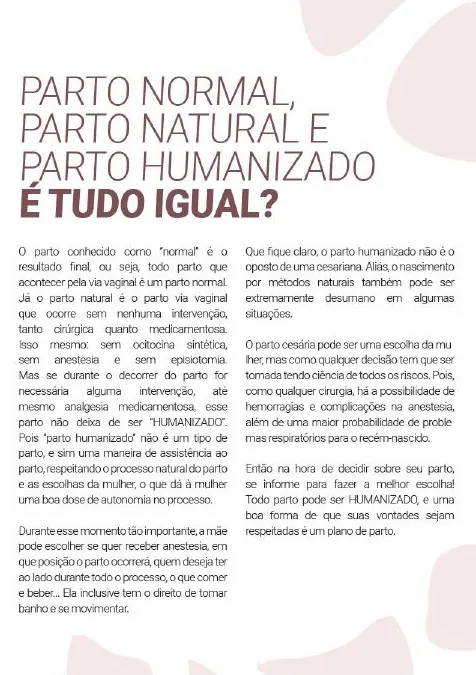 PARTO NORMAL,
PARTO NATURAL E
PARTO HUMANIZADO
É TUDO IGUAL?
O parto conhecido como “normal” é o
resultado final, ou seja, todo parto que
acontecer pela via vaginal é um parto normal.
Já o parto natural é o parto via vaginal
que ocorre sem nenhuma intervenção,
tanto cirúrgica quanto medicamentosa.
Isso mesmo: sem ocitocina sintética,
sem anestesia e sem episiotomia.
Mas se durante o decorrer do parto for
necessária alguma intervenção, até
mesmo analgesia medicamentosa, esse
parto não deixa de ser “HUMANIZADO”.
Pois “parto humanizado” não é um tipo de
parto, e sim uma maneira de assistência ao
parto, respeitando o processo natural do parto
e as escolhas da mulher, o que dá à mulher
uma boa dose de autonomia no processo.
Durante esse momento tão importante, a mãe
pode escolher se quer receber anestesia, em
que posição o parto ocorrerá, quem deseja ter
ao lado durante todo o processo, o que comer
e beber... Ela inclusive tem o direito de tomar
banho e se movimentar.
Que fique claro, o parto humanizado não é o
oposto de uma cesariana. Aliás, o nascimento
por métodos naturais também pode ser
extremamente desumano em algumas
situações.
O parto cesária pode ser uma escolha da mu
lher, mas como qualquer decisão tem que ser
tomada tendo ciência de todos os riscos. Pois,
como qualquer cirurgia, há a possibilidade de
hemorragias e complicações na anestesia,
além de uma maior probabilidade de proble
mas respiratórios para o recém-nascido.
Então na hora de decidir sobre seu parto,
se informe para fazer a melhor escolha!
Todo parto pode ser HUMANIZADO, e uma
boa forma de que suas vontades sejam
respeitadas é um plano de parto.